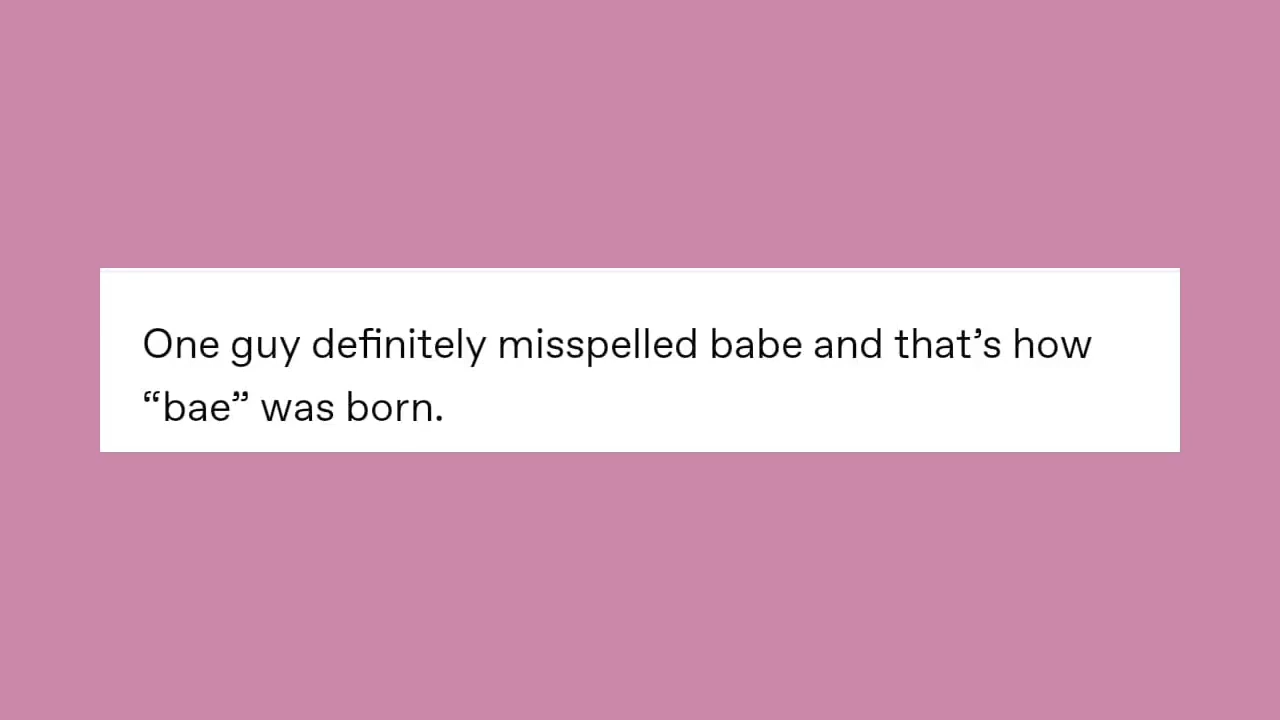 One guy definitely misspelled babe and that’s how
“bae” was born.